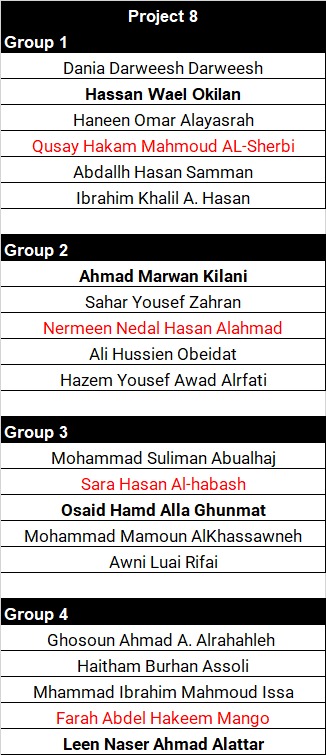 Project 8
Group 1
Dania Darweesh Darweesh
Hassan Wael Okilan
Haneen Omar Alayasrah
Qusay Hakam Mahmoud AL-Sherbi
Abdallh Hasan Samman
Ibrahim Khalil A. Hasan
Group 2
Ahmad Marwan Kilani
Sahar Yousef Zahran
Nermeen Nedal Hasan Alahmad
Ali Hussien Obeidat
Hazem Yousef Awad Alrfati
Group 3
Mohammad Suliman Abualhaj
Sara Hasan Al-habash
Osaid Hamd Alla Ghunmat
Mohammad Mamoun AlKhassawneh
Awni Luai Rifai
Group 4
Ghosoun Ahmad A. Alrahahleh
Haitham Burhan Assoli
Mhammad Ibrahim Mahmoud Issa
Farah Abdel Hakeem Mango
Leen Naser Ahmad Alattar